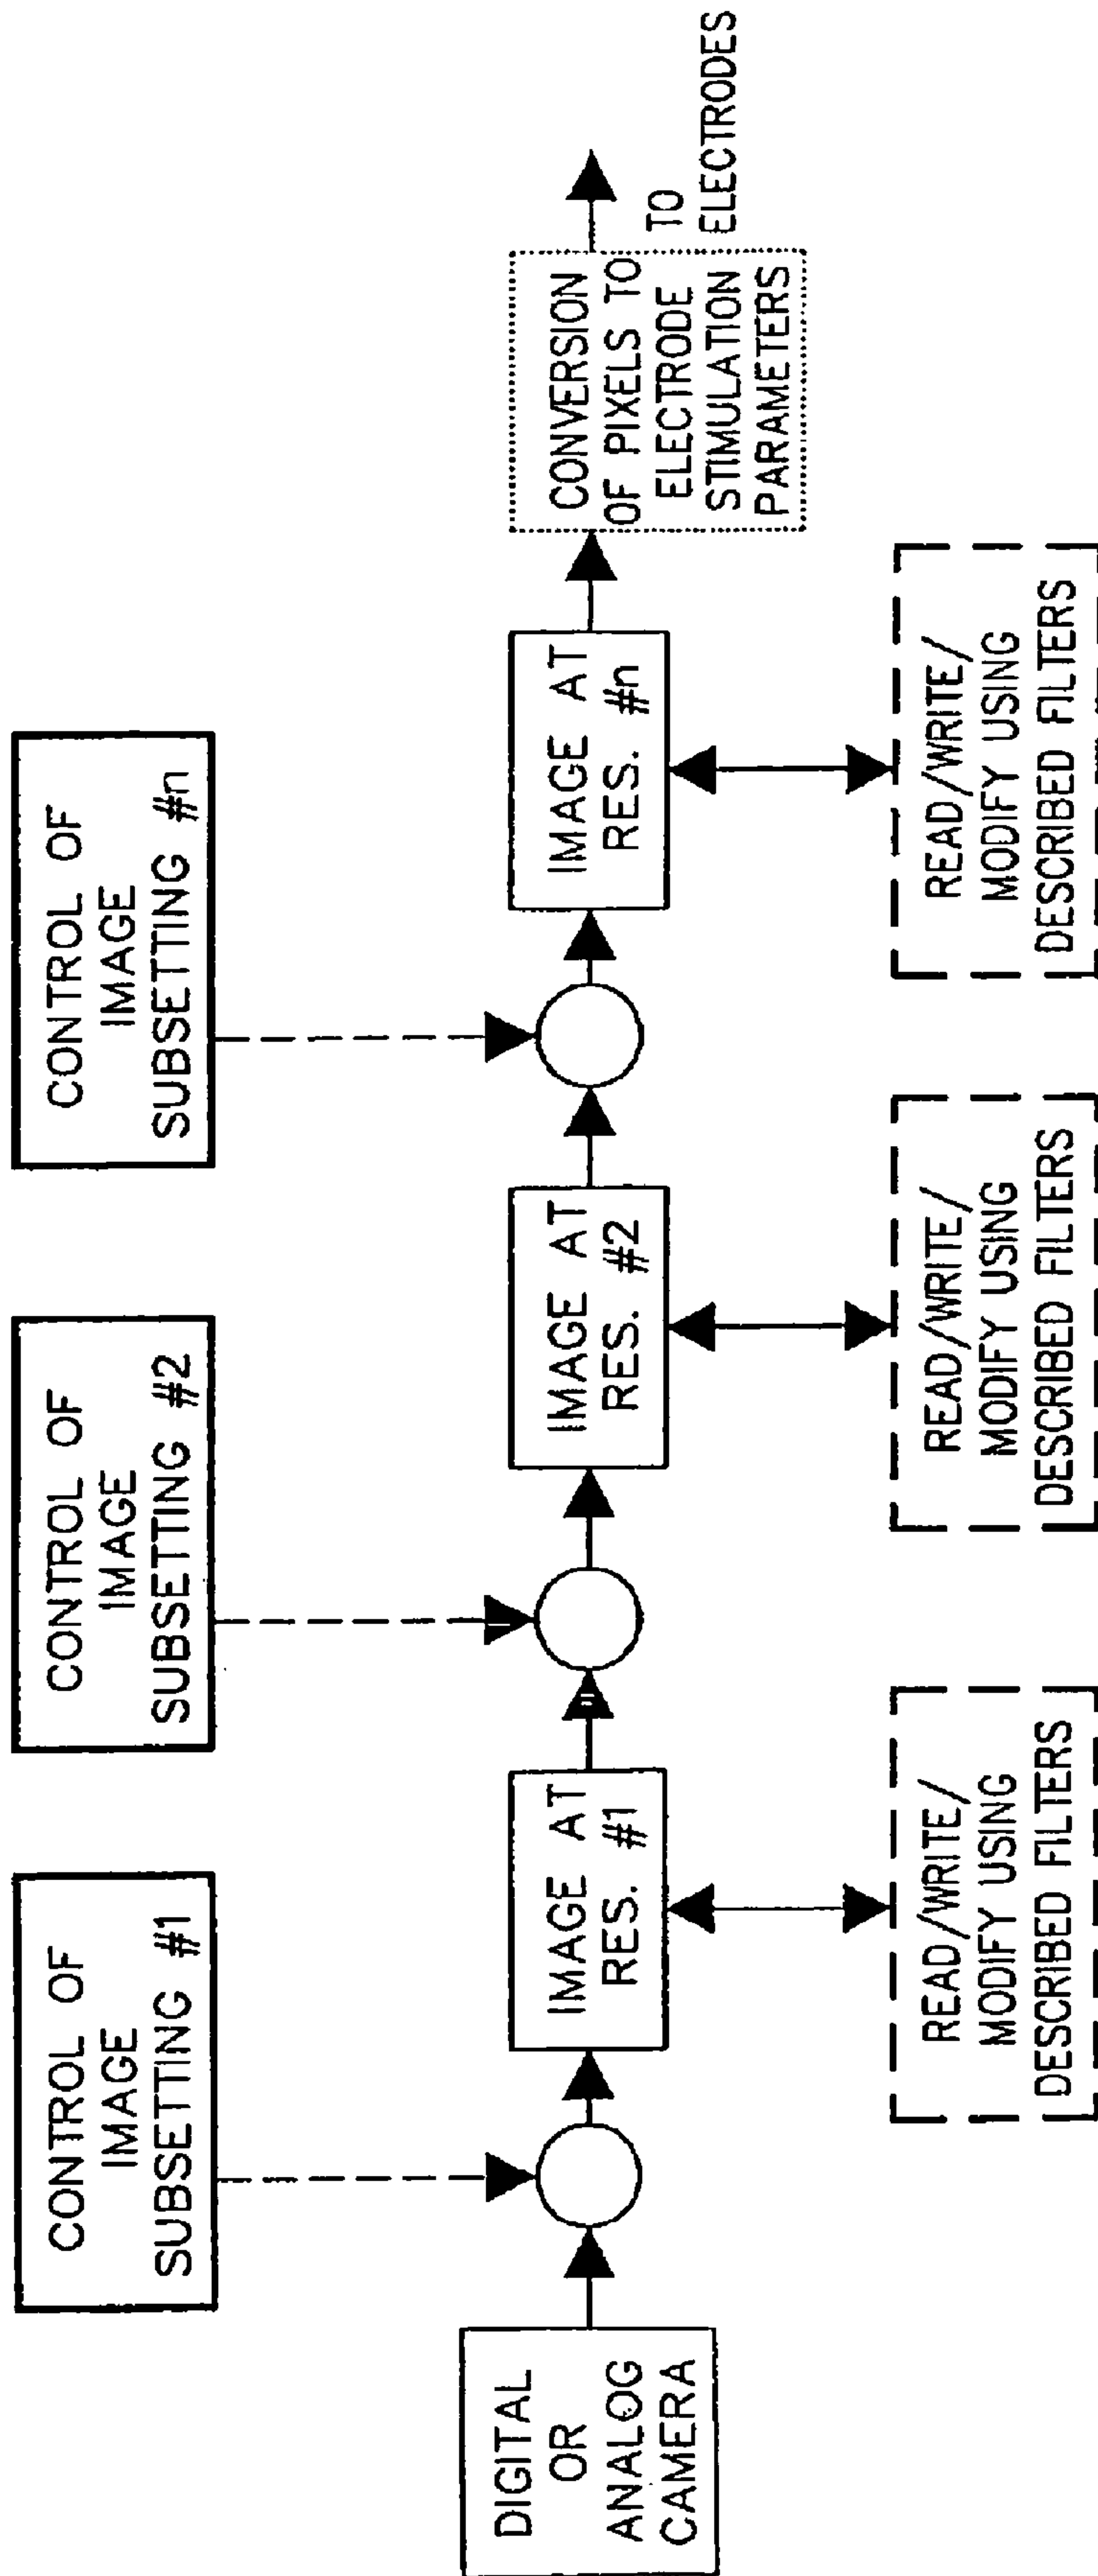 CONTROL OF
IMAGE
SUBSETTING #1
CONTROL OF
IMAGE
SUBSETTING #2
CONTROL OF
IMAGE
SUBSETTING #n
DIGITAL
OR
ANALOG
CAMERA
IMAGE AT
RES. #1
IMAGE AT
RES. #2
IMAGE AT
RES. #n
CONVERSION
OF PIXELS TO
ELECTRODE
STIMULATION
PARAMETERS
TO
ELECTRODES
READ/WRITE/
MODIFY USING
DESCRIBED FILTERS
READ/WRITE/
MODIFY USING
DESCRIBED FILTERS
READ/WRITE/
MODIFY USING
DESCRIBED FILTERS